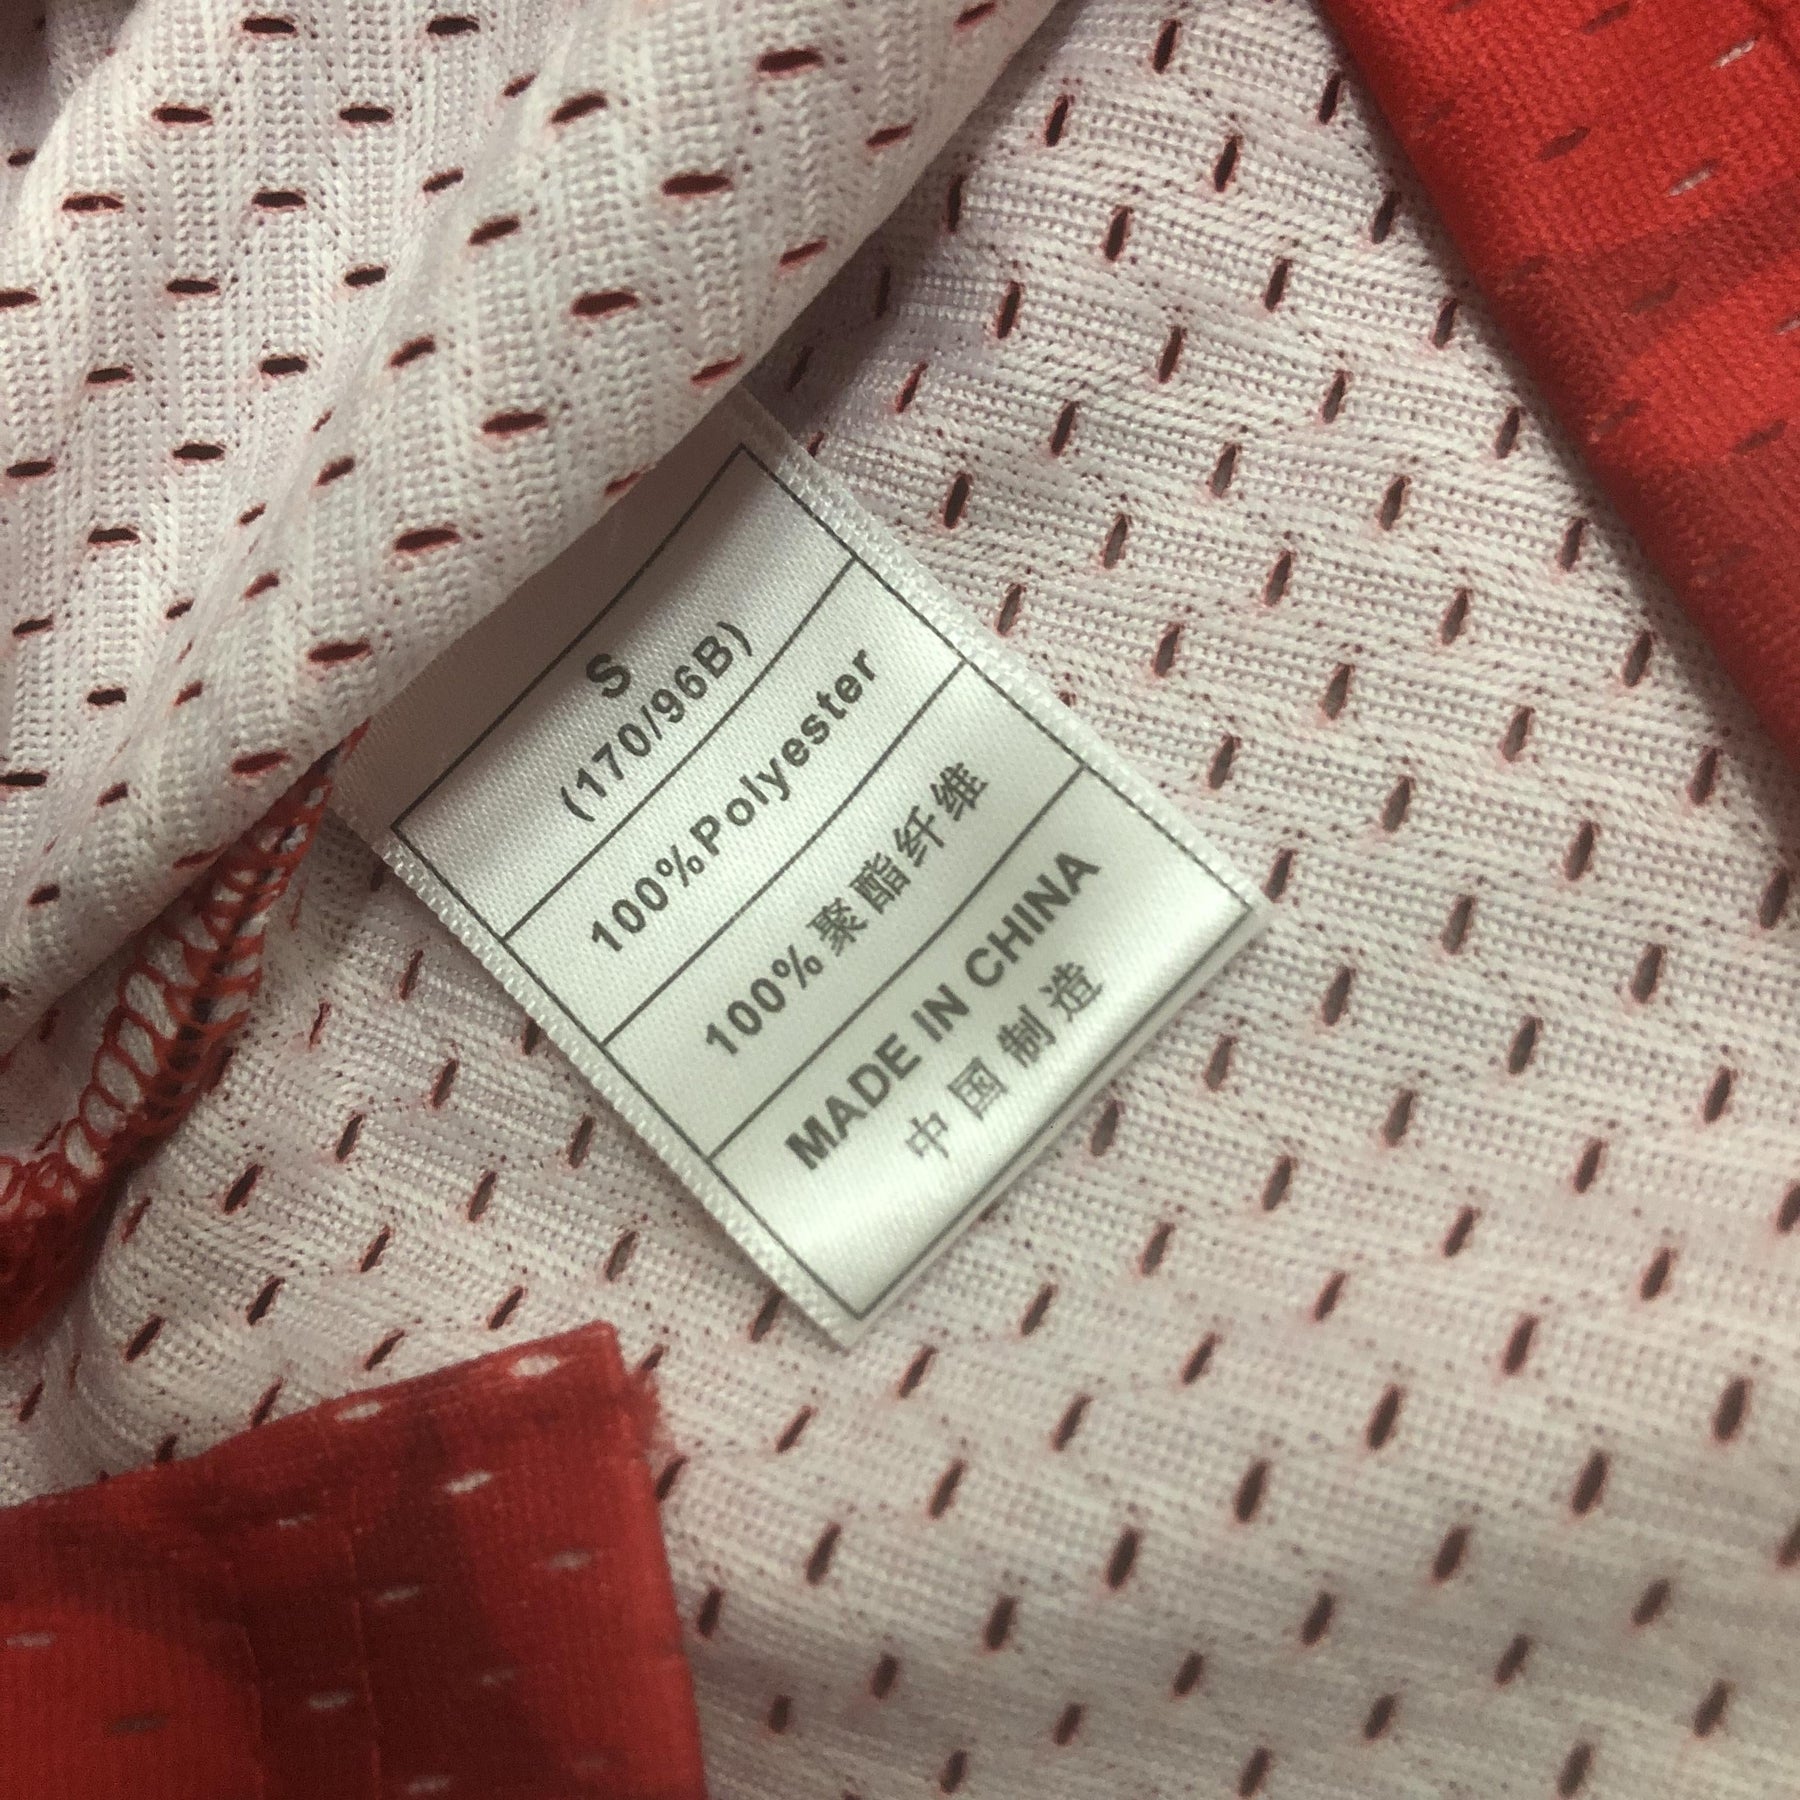 S
(170/96B)
100%Polyester
100%聚酯纤维
MADE IN CHINA
中国制造